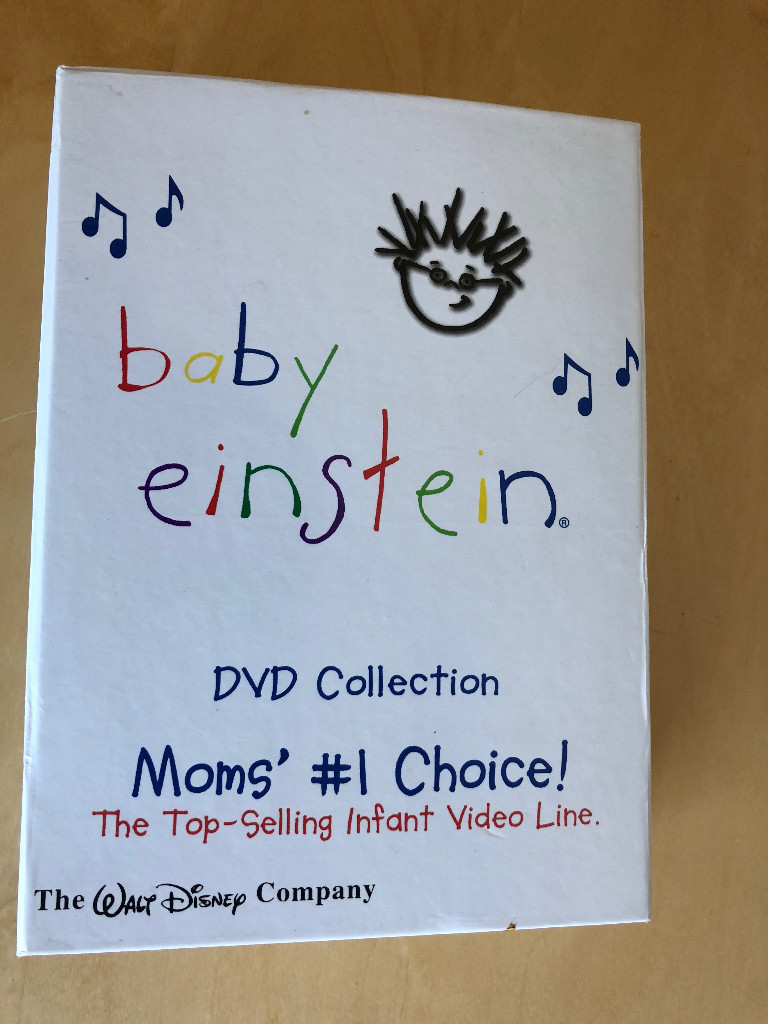 baby
einstein®
DVD Collection
Moms' #1 Choice!
The Top-Selling Infant Video Line.
The Walt Disney Company